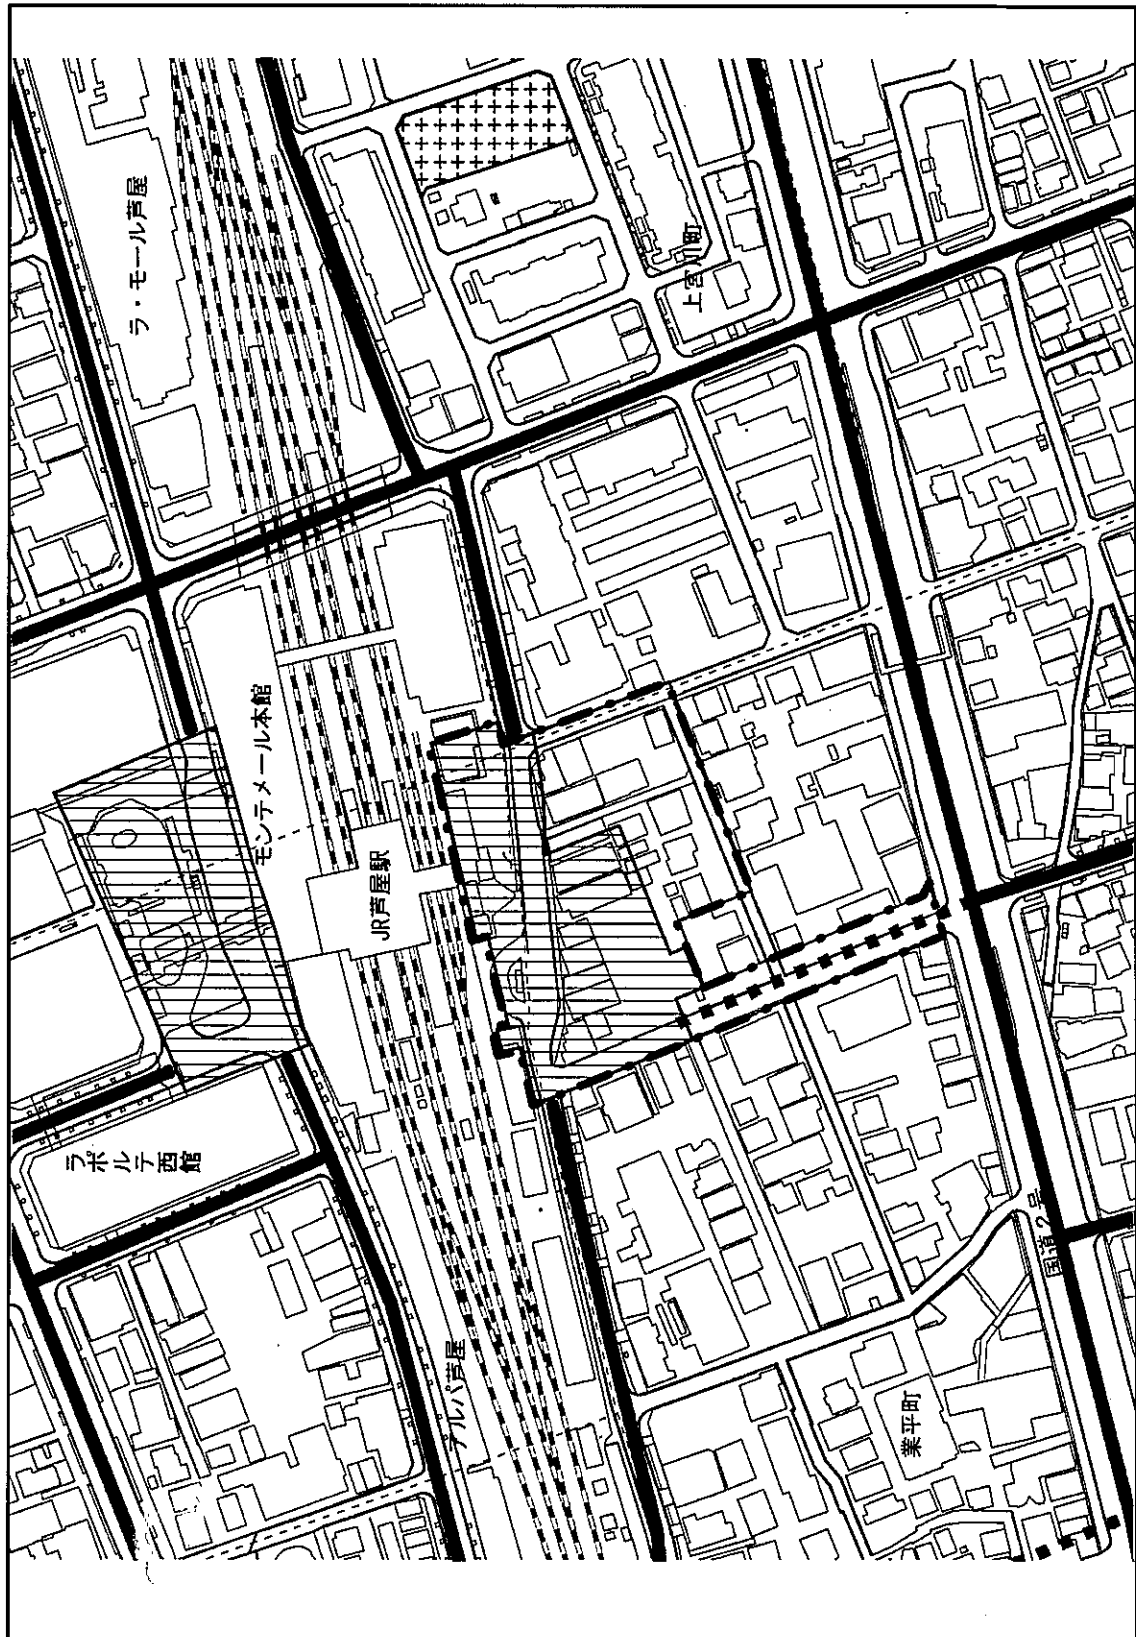 ラ・モール芦屋
上宮川町
モンテメール本館
JR芦屋駅
ラポルテ西館
アルパ芦屋
国道2号
業平町